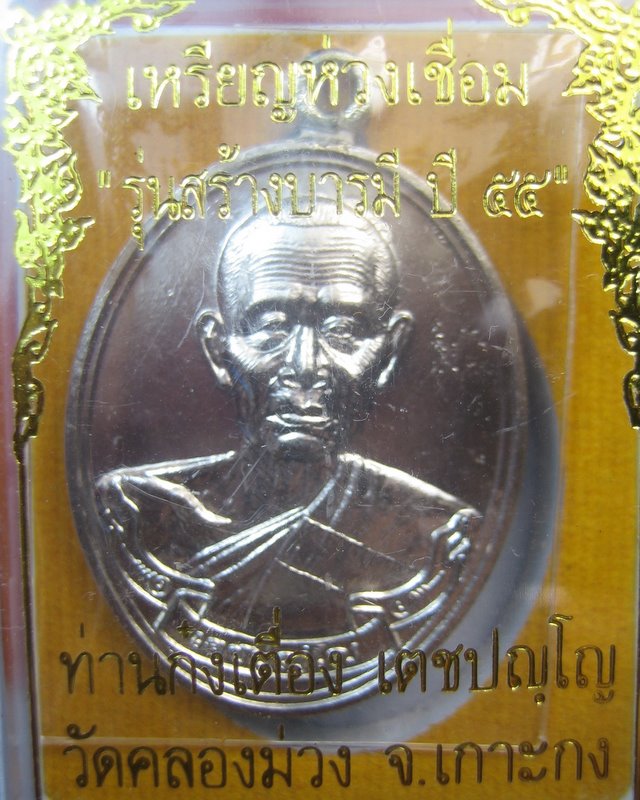 เหรียญห่วงเชื่อม
"รุ่นสร้างบารมี ปี ๕๕"
ท่านก๋งเตื่อง เตชปญฺโญ
วัดคลองม่วง จ.เกาะกง